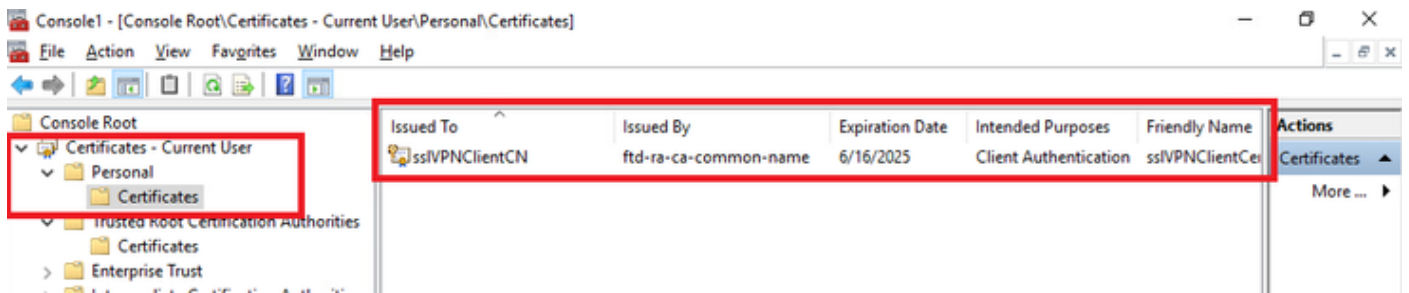 Console1 - [Console Root\Certificates - Current User\Personal\Certificates]
File Action View Favorites Window Help
Console Root
Certificates - Current User
Personal
Certificates
Trusted Root Certification Authorities
Certificates
Enterprise Trust
Issued To Issued By Expiration Date Intended Purposes Friendly Name
sslVPNClientCN ftd-ra-ca-common-name 6/16/2025 Client Authentication sslVPNClientCer
Actions
Certificates
More ...